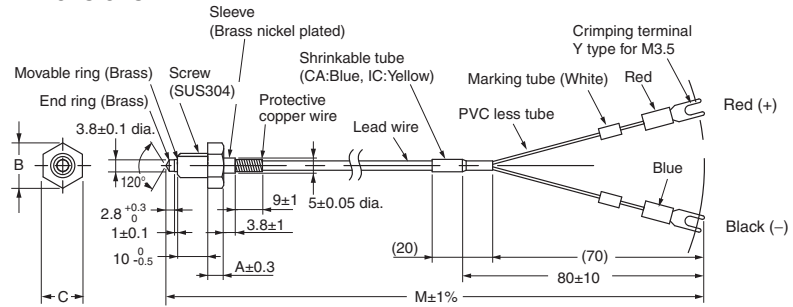 Sleeve
(Brass nickel plated)
Crimping terminal
Y type for M3.5
Shrinkable tube
(CA:Blue, IC:Yellow)
Movable ring (Brass)
Screw
(SUS304)
Marking tube (White)
Red
End ring (Brass)
Protective
copper wire
PVC less tube
Red (+)
3.8±0.1 dia.
Lead wire
B
120°
Blue
2.8 +0.3 0
9±1
5±0.05 dia.
1±0.1
3.8±1
Black (–)
10 0 -0.5
A±0.3
(20)
(70)
80±10
C
M±1%